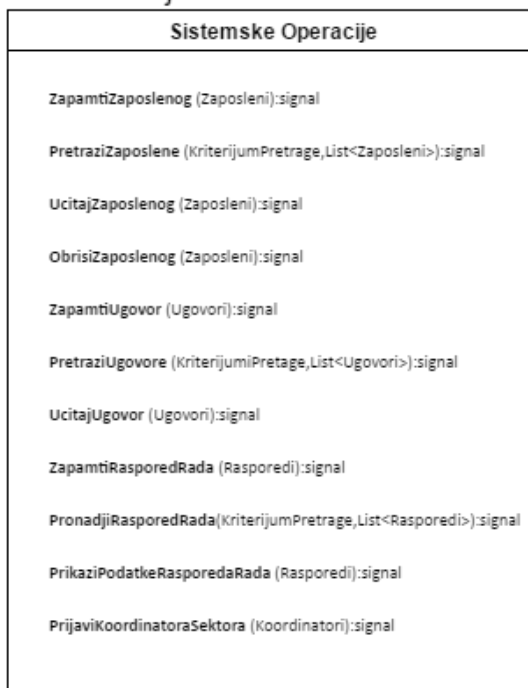 Sistemske Operacije
ZapamtiZaposlenog (Zaposleni):signal
PretraziZaposlene (KriterijumPretrage,List<Zaposleni>):signal
UcitajZaposlenog (Zaposleni):signal
ObrisiZaposlenog (Zaposleni):signal
ZapamtiUgovor (Ugovori):signal
PretraziUgovore (KriterijumiPretage,List<Ugovori>):signal
UcitajUgovor (Ugovori):signal
ZapamtiRasporedRada (Rasporedi):signal
PronadjiRasporedRada(KriterijumPretrage,List<Rasporedi>):signal
PrikaziPodatkeRasporedaRada (Rasporedi):signal
PrijaviKoordinatoraSektora (Koordinatori):signal